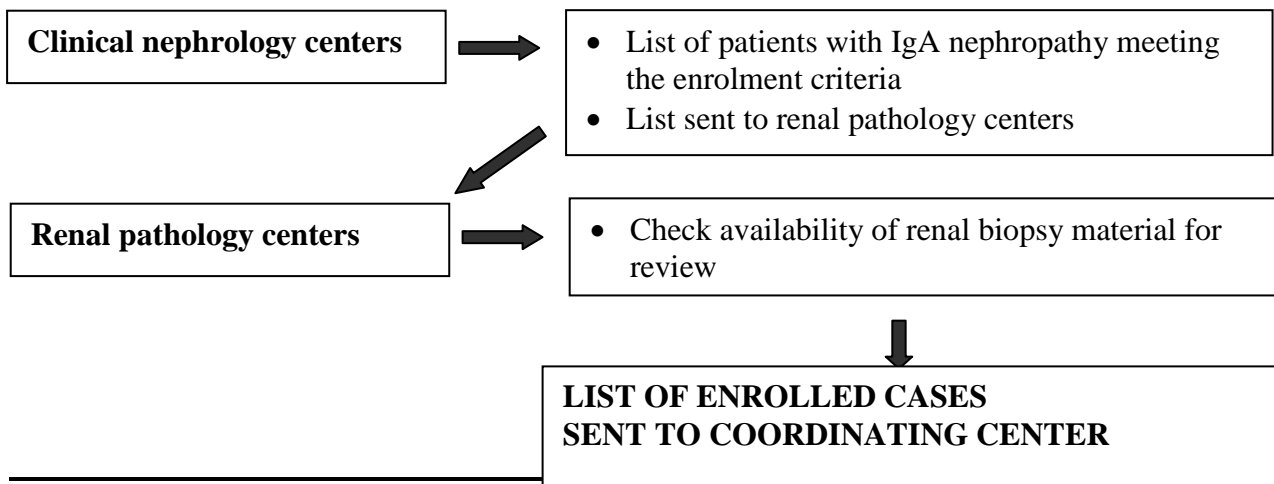 Clinical nephrology centers
• List of patients with IgA nephropathy meeting
the enrolment criteria
• List sent to renal pathology centers
Renal pathology centers
• Check availability of renal biopsy material for
review
LIST OF ENROLLED CASES
SENT TO COORDINATING CENTER